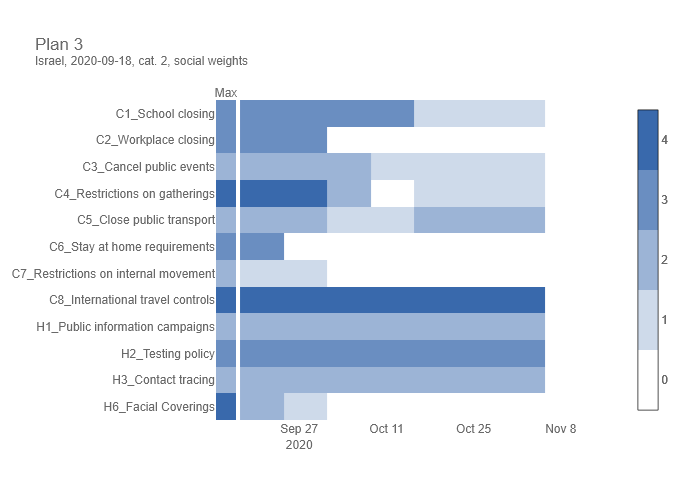 Plan 3
Israel, 2020-09-18, cat. 2, social weights
Max
C1_School closing
C2_Workplace closing
C3_Cancel public events
C4_Restrictions on gatherings
C5_Close public transport
C6_Stay at home requirements
C7_Restrictions on internal movement
C8_International travel controls
H1_Public information campaigns
H2_Testing policy
H3_Contact tracing
H6_Facial Coverings
Sep 27 Oct 11 Oct 25 Nov 8
2020
4
3
2
1
0